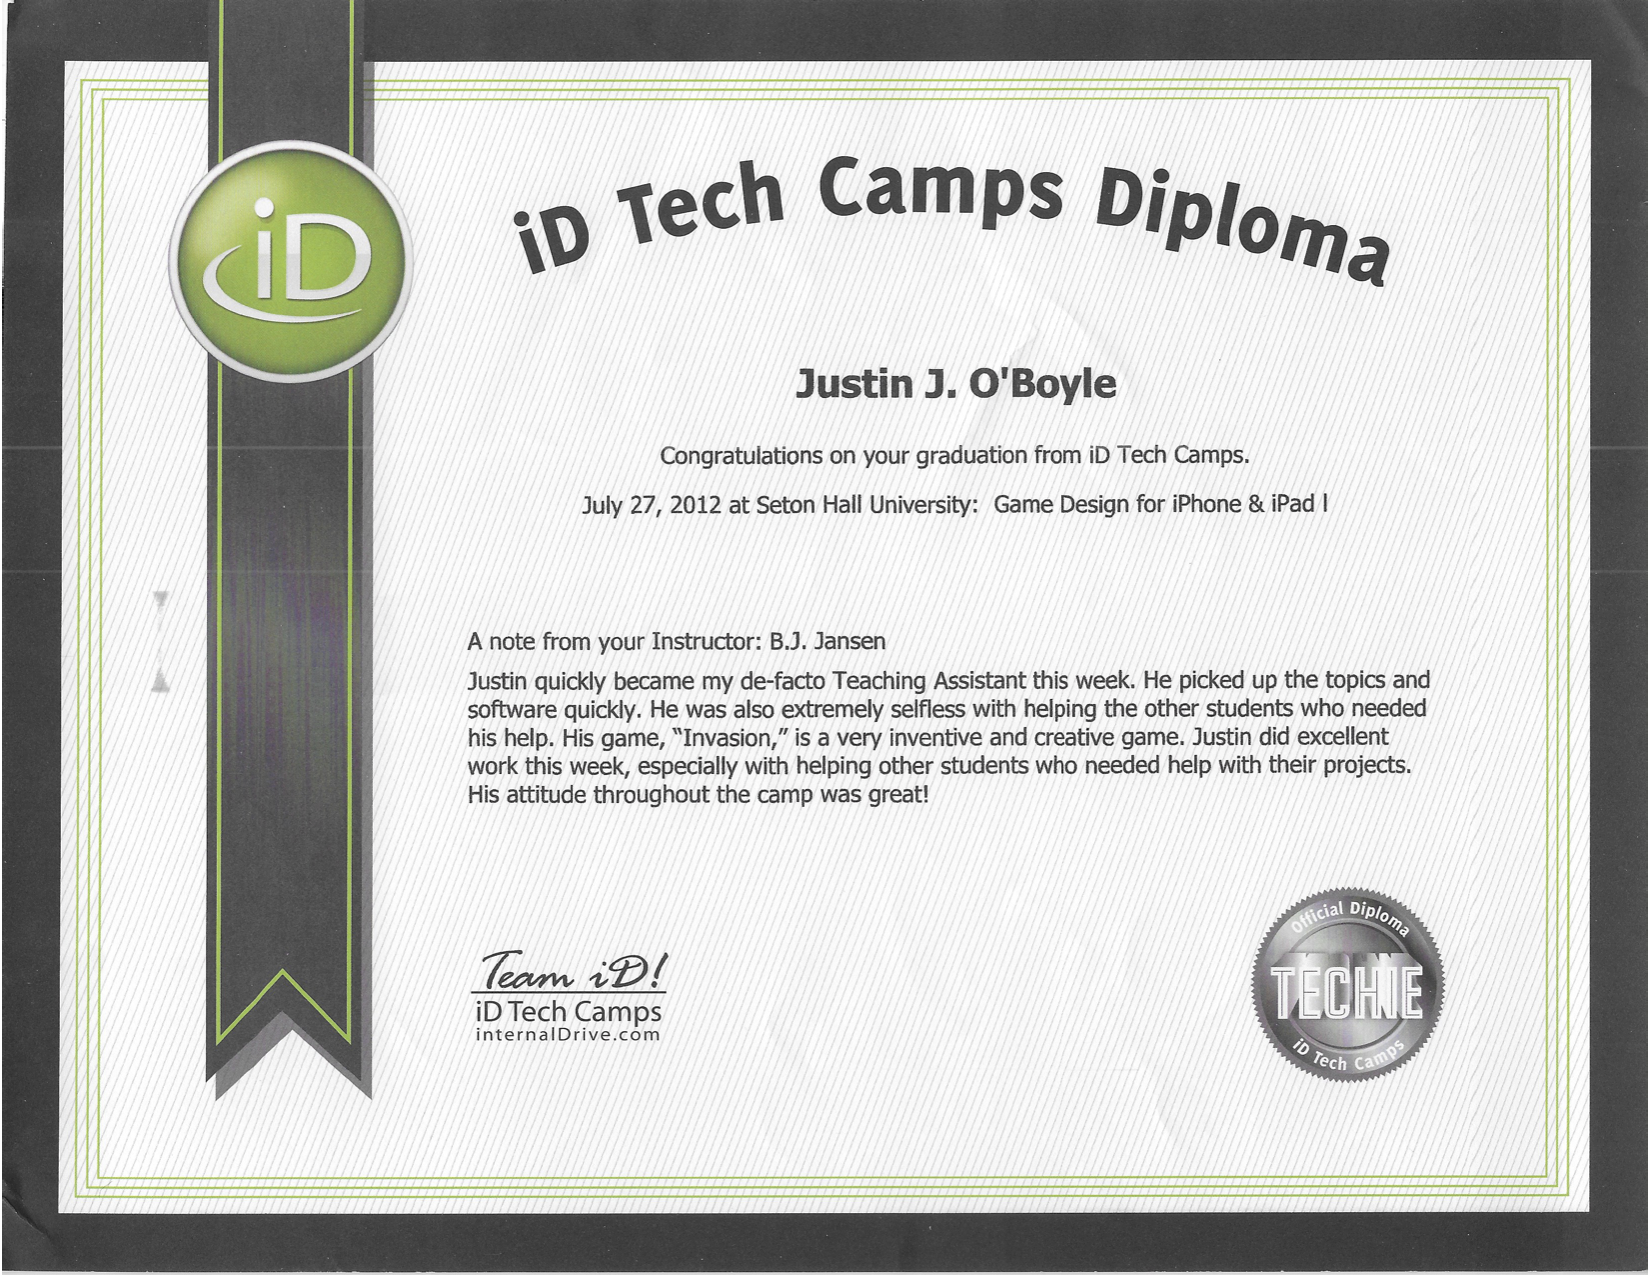 iD
iD Tech Camps Diploma
Justin J. O'Boyle
Congratulations on your graduation from iD Tech Camps.
July 27, 2012 at Seton Hall University:  Game Design for iPhone & iPad I
A note from your Instructor: B.J. Jansen
Justin quickly became my de-facto Teaching Assistant this week. He picked up the topics and
software quickly. He was also extremely selfless with helping the other students who needed
his help. His game, “Invasion,” is a very inventive and creative game. Justin did excellent
work this week, especially with helping other students who needed help with their projects.
His attitude throughout the camp was great!
Team iD!
iD Tech Camps
internalDrive.com
Official Diploma
TECHIE
iD Tech Camps